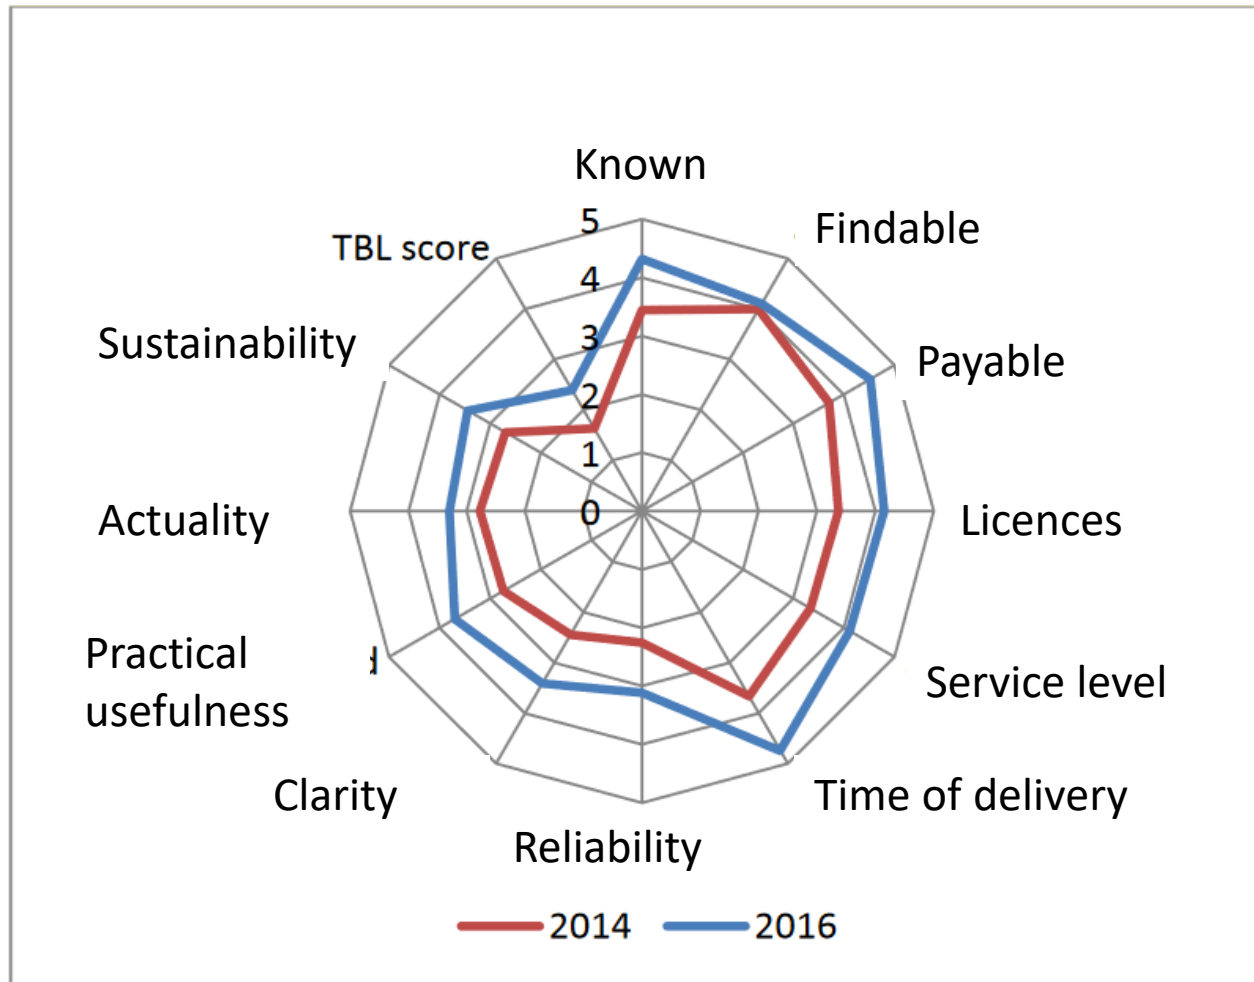 Known
Findable
TBL score
5
4
3
2
1
0
Sustainability
Payable
Actuality
Licences
Practical
usefulness
Service level
Clarity
Time of delivery
Reliability
2014
2016